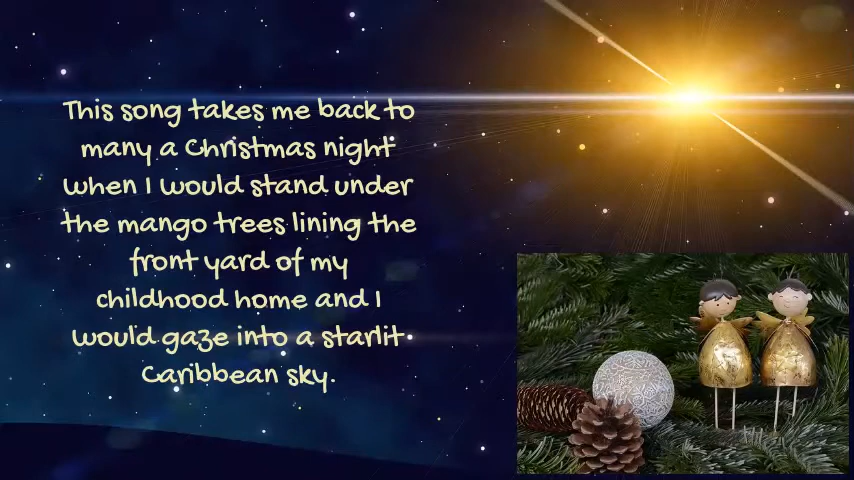 This song takes me back to
many a Christmas night
when I would stand under
the mango trees lining the
front yard of my
childhood home and I
would gaze into a starlit
Caribbean sky.